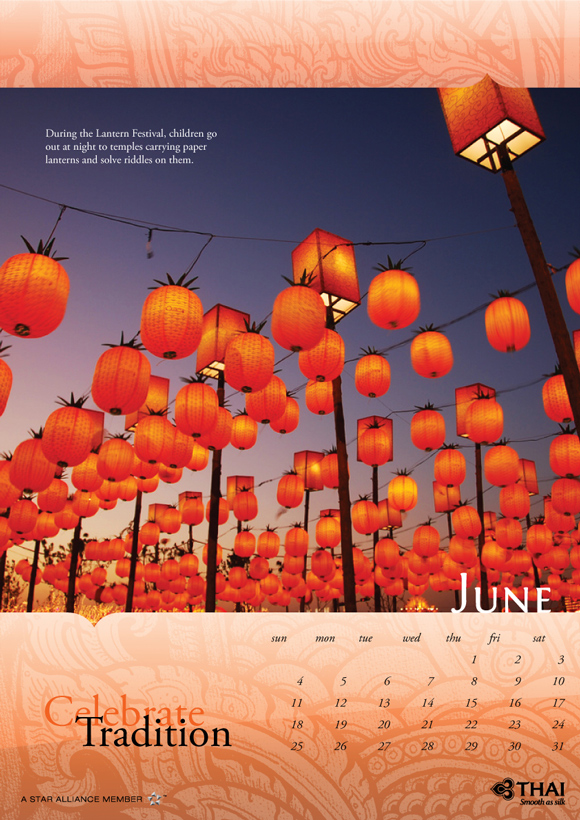 During the Lantern Festival, children go
out at night to temples carrying paper
lanterns and solve riddles on them.
JUNE
sun mon tue wed thu fri sat
1 2 3
4 5 6 7 8 9 10
11 12 13 14 15 16 17
18 19 20 21 22 23 24
25 26 27 28 29 30 31
Celebrate
Tradition
A STAR ALLIANCE MEMBER
THAI
Smooth as silk